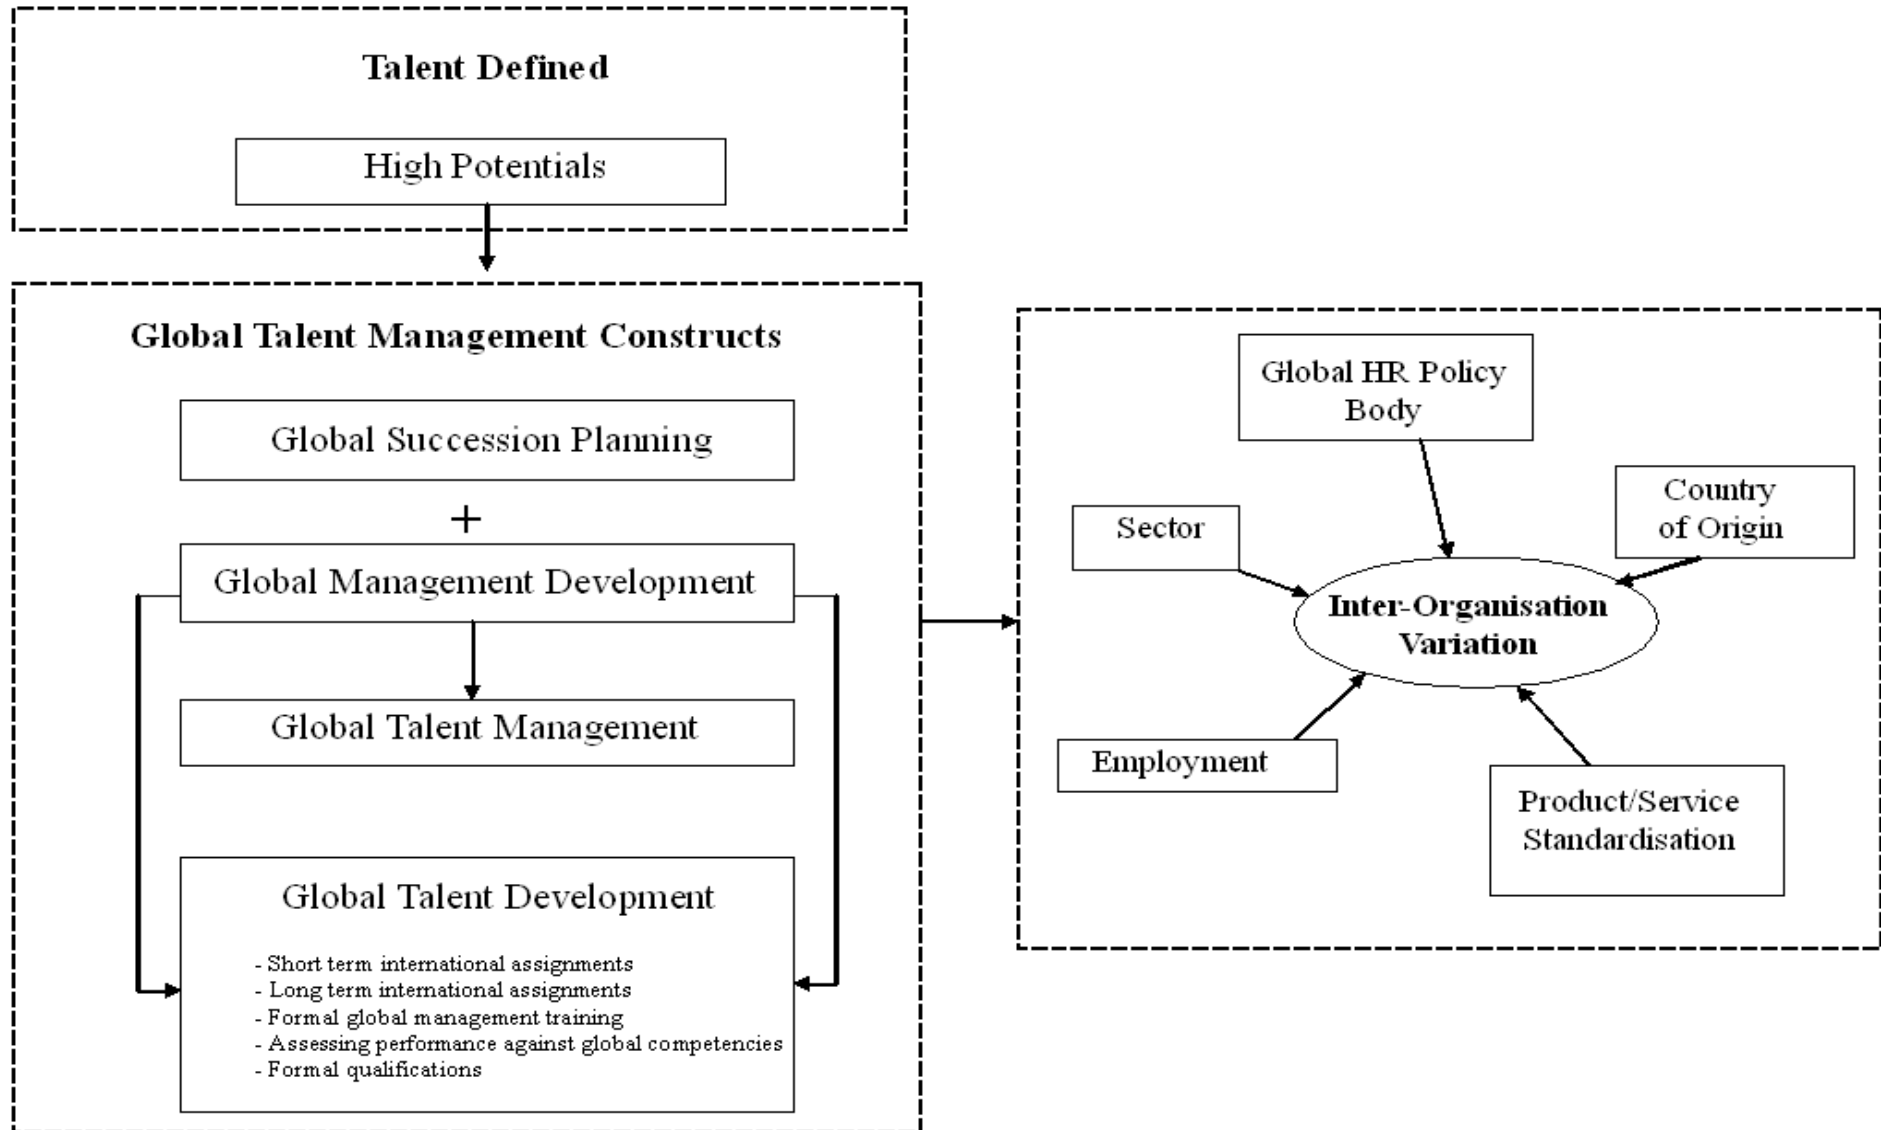 Talent Defined
High Potentials
Global Talent Management Constructs
Global Succession Planning
+
Global Management Development
Global Talent Management
Global Talent Development
- Short term international assignments
- Long term international assignments
- Formal global management training
- Assessing performance against global competencies
- Formal qualifications
Global HR Policy
Body
Country
of Origin
Sector
Inter-Organisation
Variation
Employment
Product/Service
Standardisation